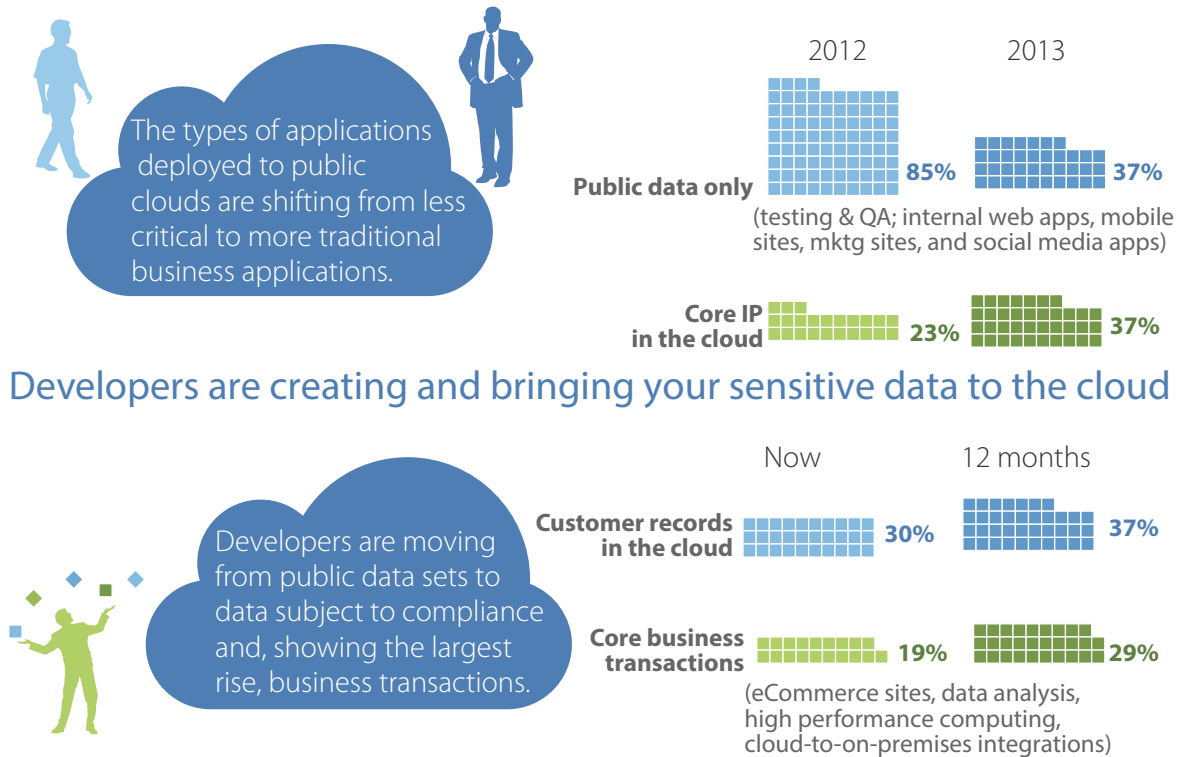 The types of applications
deployed to public
clouds are shifting from less
critical to more traditional
business applications.
2012
2013
Public data only
85%
37%
(testing & QA; internal web apps, mobile
sites, mktg sites, and social media apps)
Core IP
in the cloud
23%
37%
Developers are creating and bringing your sensitive data to the cloud
Developers are moving
from public data sets to
data subject to compliance
and, showing the largest
rise, business transactions.
Now
12 months
Customer records
in the cloud
30%
37%
Core business
transactions
19%
29%
(eCommerce sites, data analysis,
high performance computing,
cloud-to-on-premises integrations)